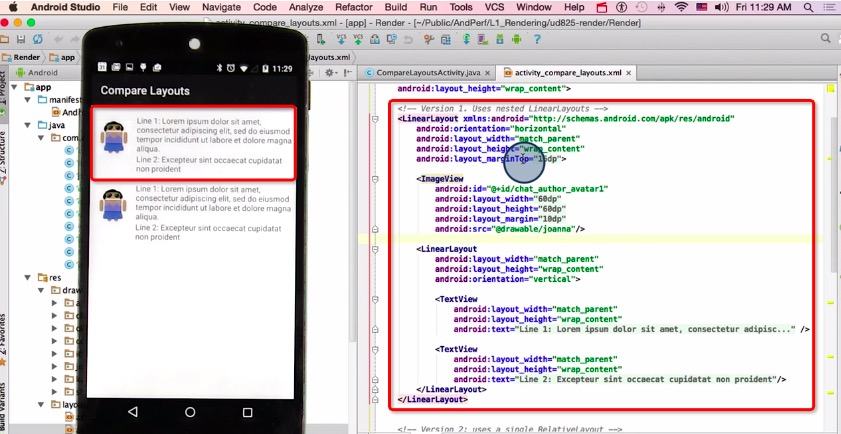 Android Studio File Edit View Navigate Code Analyze Refactor Build Run Tools VCS Window Fri 11:29 AM
activity_compare_layouts.xml - [app] - Render - [~/Public/AndPerf/L1_Rendering/ud825-render/Render]
Render app
youts.xml
Android
CompareLayoutsActivity.java
activity_compare_layouts.xml
1: Project
Z: Structure
2: Favorites
Build Variants
app
manifest
java
com.
res
draw
layou
11:29
Compare Layouts
Line 1: Lorem ipsum dolor sit amet,
consectetur adipiscing elit, sed do eiusmod
tempor incididunt ut labore et dolore magna
aliqua.
Line 2: Excepteur sint occaecat cupidatat
non proident
Line 1: Lorem ipsum dolor sit amet,
consectetur adipiscing elit, sed do eiusmod
tempor incididunt ut labore et dolore magna
aliqua.
Line 2: Excepteur sint occaecat cupidatat
non proident
android:layout_height="wrap_content">
<!-- Version 1. Uses nested LinearLayouts -->
<LinearLayout xmlns:android="http://schemas.android.com/apk/res/android"
android:orientation="horizontal"
android:layout_width="match_parent"
android:layout_height="wrap_content"
android:layout_marginTop="16dp">
<ImageView
android:id="@+id/chat_author_avatar1"
android:layout_width="60dp"
android:layout_height="60dp"
android:layout_margin="10dp"
android:src="@drawable/joanna"/>
<LinearLayout
android:layout_width="match_parent"
android:layout_height="wrap_content"
android:orientation="vertical">
<TextView
android:layout_width="match_parent"
android:layout_height="wrap_content"
android:text="Line 1: Lorem ipsum dolor sit amet, consectetur adipisc..." />
<TextView
android:layout_width="match_parent"
android:layout_height="wrap_content"
android:text="Line 2: Excepteur sint occaecat cupidatat non proident"/>
</LinearLayout>
</LinearLayout>
<!-- Version 2: uses a single RelativeLayout -->